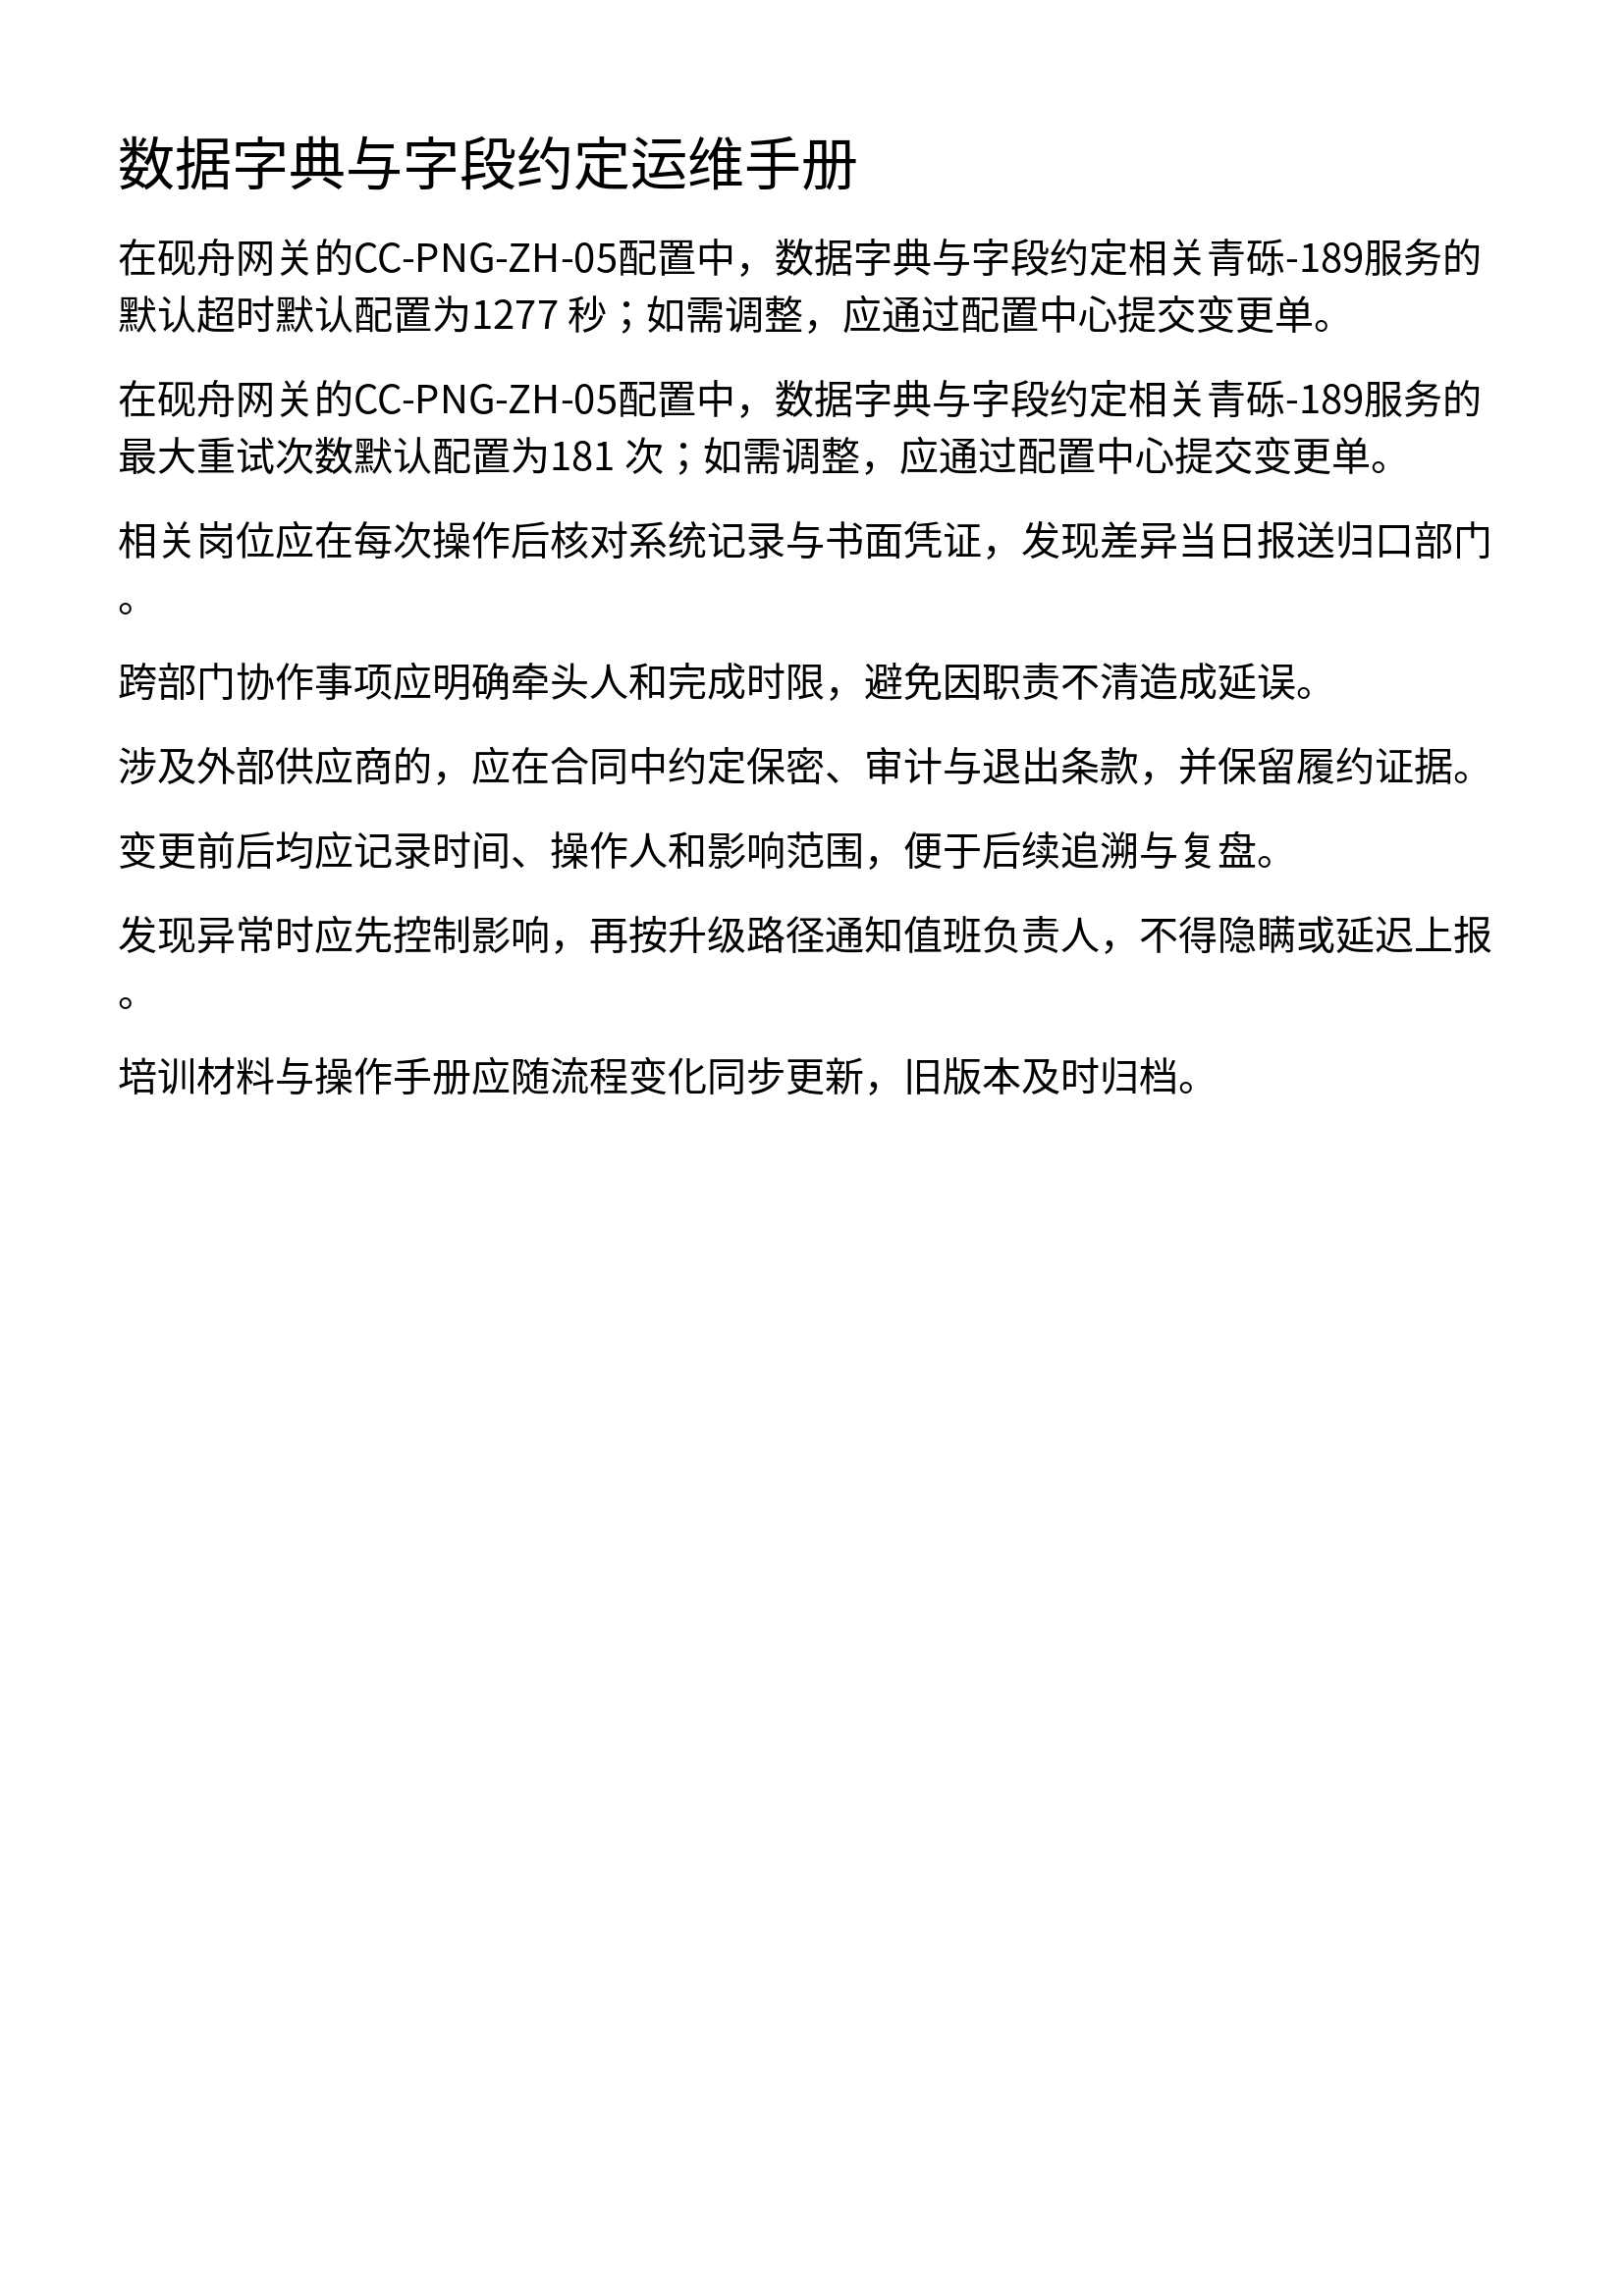 数据字典与字段约定运维手册
在砚舟网关的CC-PNG-ZH-05配置中，数据字典与字段约定相关青砾-189服务的
默认超时默认配置为1277 秒；如需调整，应通过配置中心提交变更单。
在砚舟网关的CC-PNG-ZH-05配置中，数据字典与字段约定相关青砾-189服务的
最大重试次数默认配置为181 次；如需调整，应通过配置中心提交变更单。
相关岗位应在每次操作后核对系统记录与书面凭证，发现差异当日报送归口部门
。
跨部门协作事项应明确牵头人和完成时限，避免因职责不清造成延误。
涉及外部供应商的，应在合同中约定保密、审计与退出条款，并保留履约证据。
变更前后均应记录时间、操作人和影响范围，便于后续追溯与复盘。
发现异常时应先控制影响，再按升级路径通知值班负责人，不得隐瞒或延迟上报
。
培训材料与操作手册应随流程变化同步更新，旧版本及时归档。